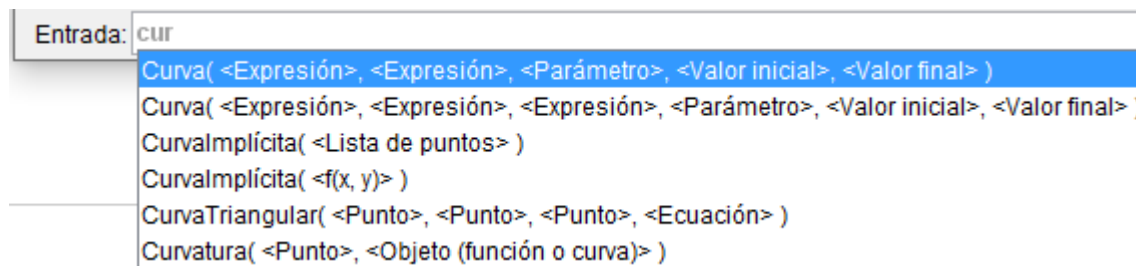 Entrada: cur
Curva( <Expresión>, <Expresión>, <Parámetro>, <Valor inicial>, <Valor final> )
Curva( <Expresión>, <Expresión>, <Expresión>, <Parámetro>, <Valor inicial>, <Valor final> )
CurvaImplícita( <Lista de puntos> )
CurvaImplícita( <f(x, y)> )
CurvaTriangular( <Punto>, <Punto>, <Punto>, <Ecuación> )
Curvatura( <Punto>, <Objeto (función o curva)> )